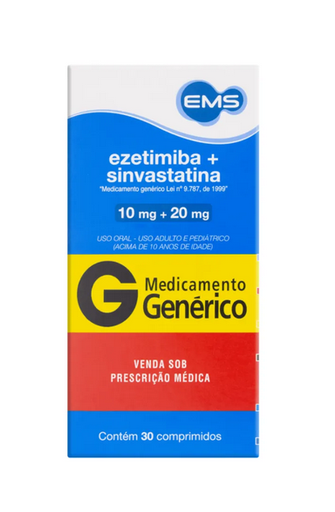 EMS
ezetimiba +
sinvastatina
"Medicamento genérico Lei nº 9.787, de 1999"
10 mg + 20 mg
USO ORAL - USO ADULTO E PEDIÁTRICO
(ACIMA DE 10 ANOS DE IDADE)
G Medicamento
Genérico
VENDA SOB
PRESCRIÇÃO MÉDICA
Contém 30 comprimidos